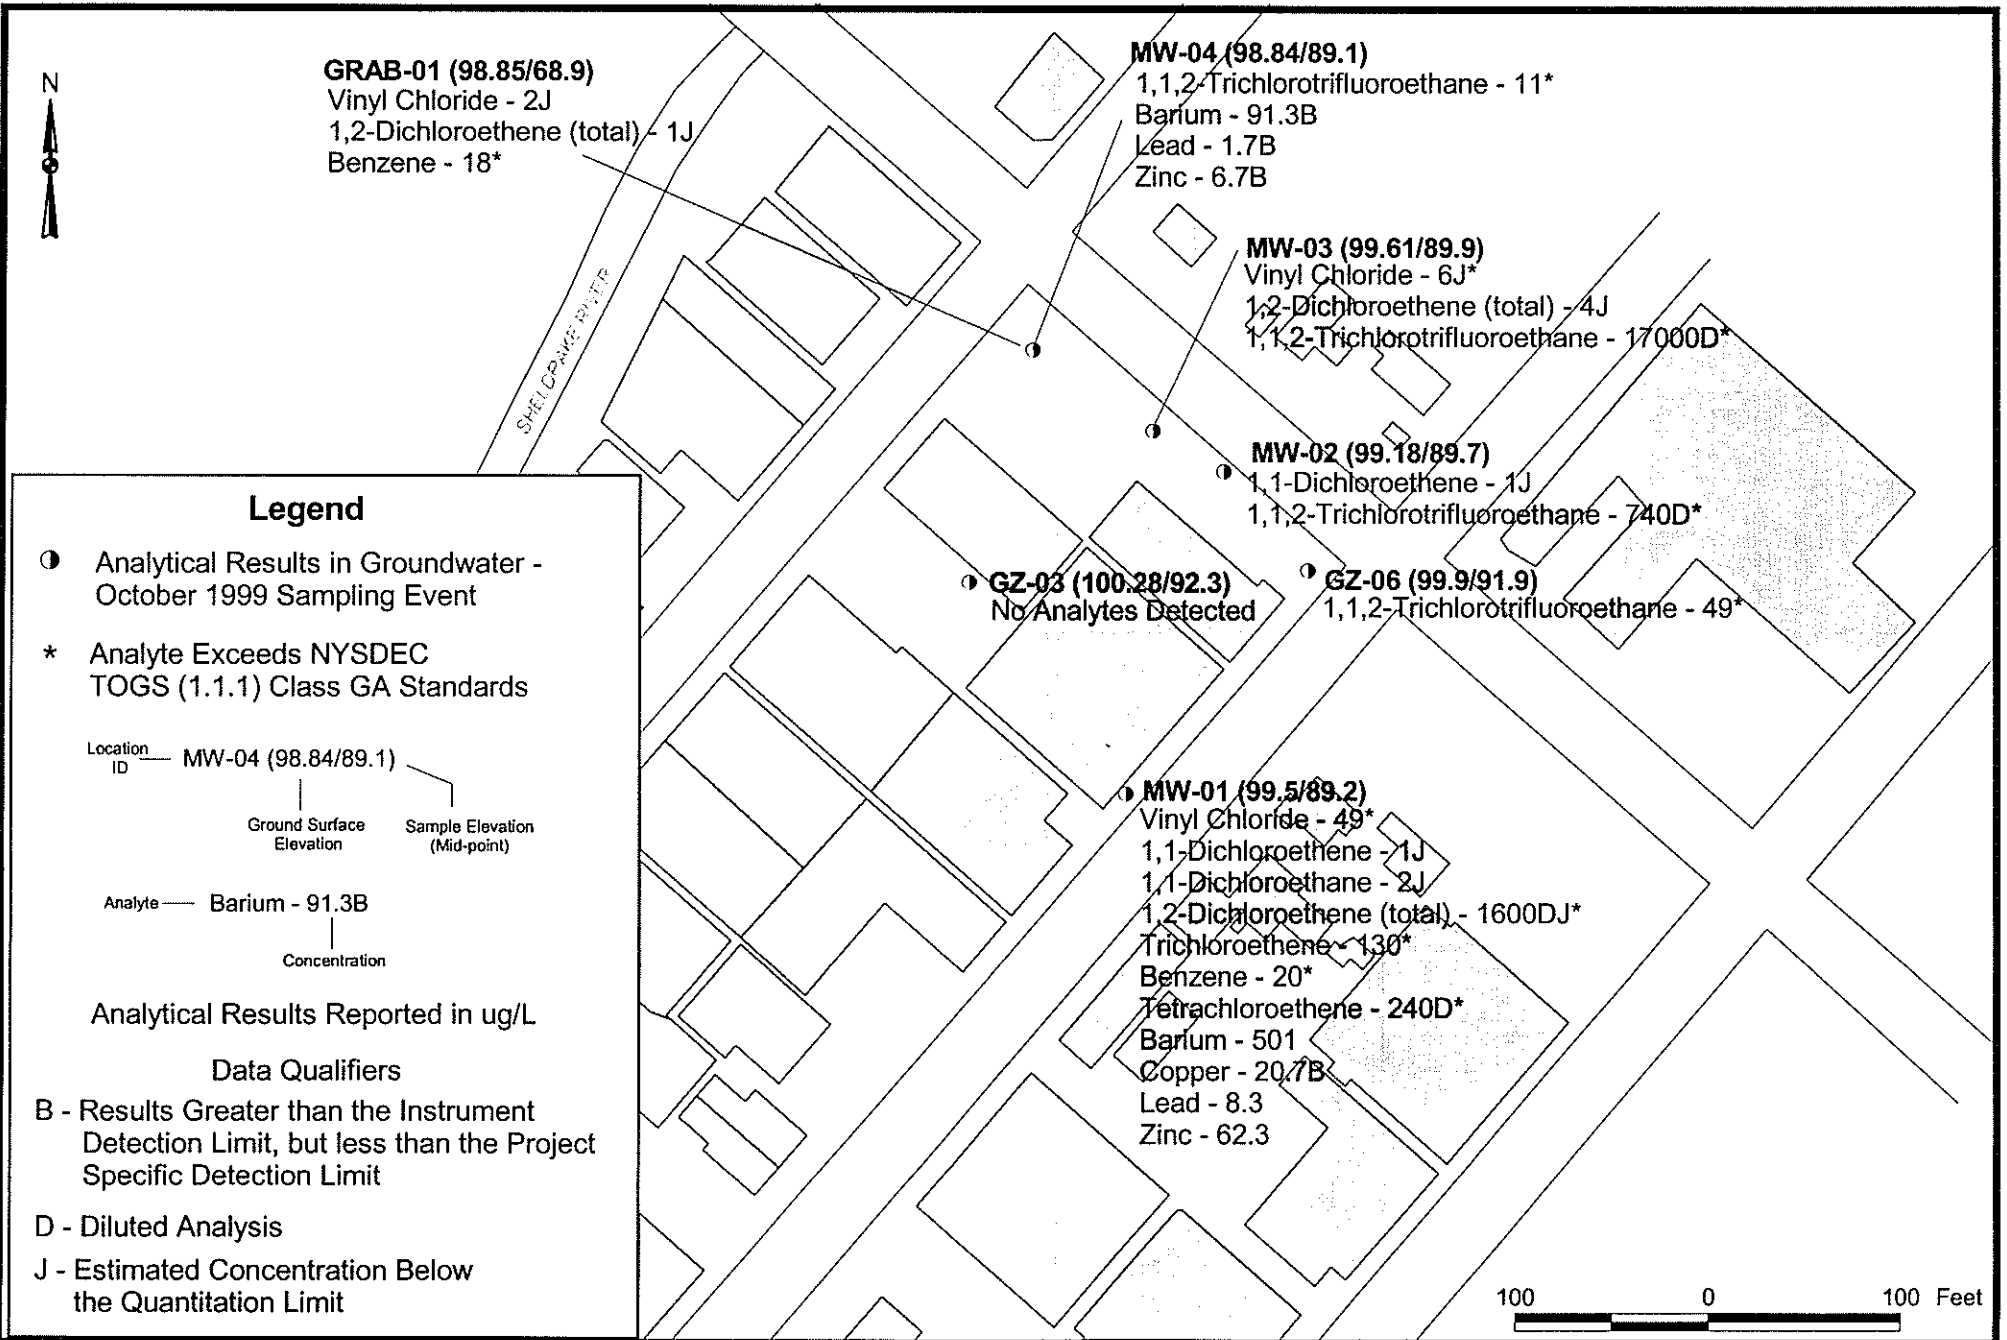 N
GRAB-01 (98.85/68.9)
Vinyl Chloride - 2J
1,2-Dichloroethene (total) - 1J
Benzene - 18*
MW-04 (98.84/89.1)
1,1,2-Trichlorotrifluoroethane - 11*
Barium - 91.3B
Lead - 1.7B
Zinc - 6.7B
MW-03 (99.61/89.9)
Vinyl Chloride - 6J*
1,2-Dichloroethene (total) - 4J
1,1,2-Trichlorotrifluoroethane - 17000D*
SHELDRAKE RIVER
MW-02 (99.18/89.7)
1,1-Dichloroethene - 1J
1,1,2-Trichlorotrifluoroethane - 740D*
GZ-03 (100.28/92.3)
No Analytes Detected
GZ-06 (99.9/91.9)
1,1,2-Trichlorotrifluoroethane - 49*
MW-01 (99.5/89.2)
Vinyl Chloride - 49*
1,1-Dichloroethene - 1J
1,1-Dichloroethane - 2J
1,2-Dichloroethene (total) - 1600DJ*
Trichloroethene - 130*
Benzene - 20*
Tetrachloroethene - 240D*
Barium - 501
Copper - 20.7B
Lead - 8.3
Zinc - 62.3
Legend
Analytical Results in Groundwater -
October 1999 Sampling Event
* Analyte Exceeds NYSDEC
TOGS (1.1.1) Class GA Standards
Location
ID
MW-04 (98.84/89.1)
Ground Surface
Elevation
Sample Elevation
(Mid-point)
Analyte
Barium - 91.3B
Concentration
Analytical Results Reported in ug/L
Data Qualifiers
B - Results Greater than the Instrument
Detection Limit, but less than the Project
Specific Detection Limit
D - Diluted Analysis
J - Estimated Concentration Below
the Quantitation Limit
100 0 100 Feet